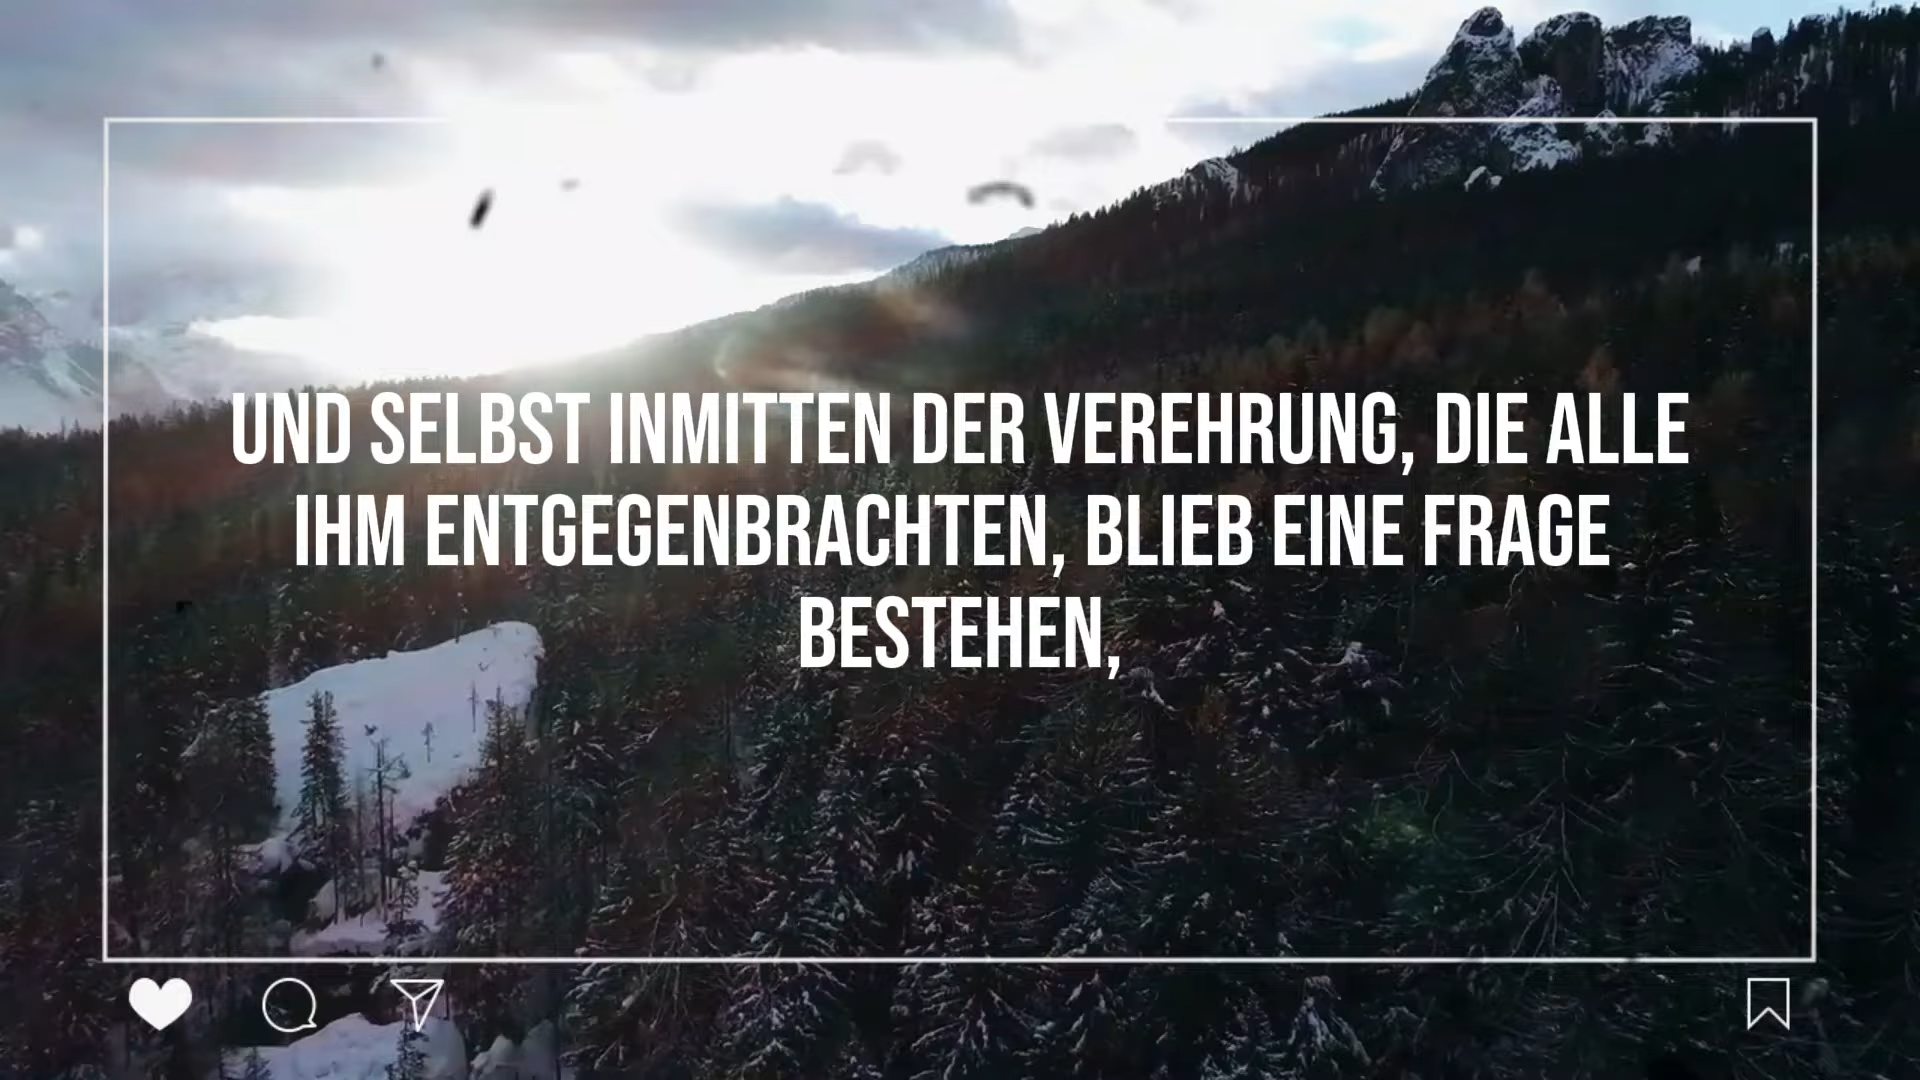 UND SELBST INMITTEN DER VEREHRUNG, DIE ALLE
IHM ENTGEGENBRACHTEN, BLIEB EINE FRAGE
BESTEHEN,